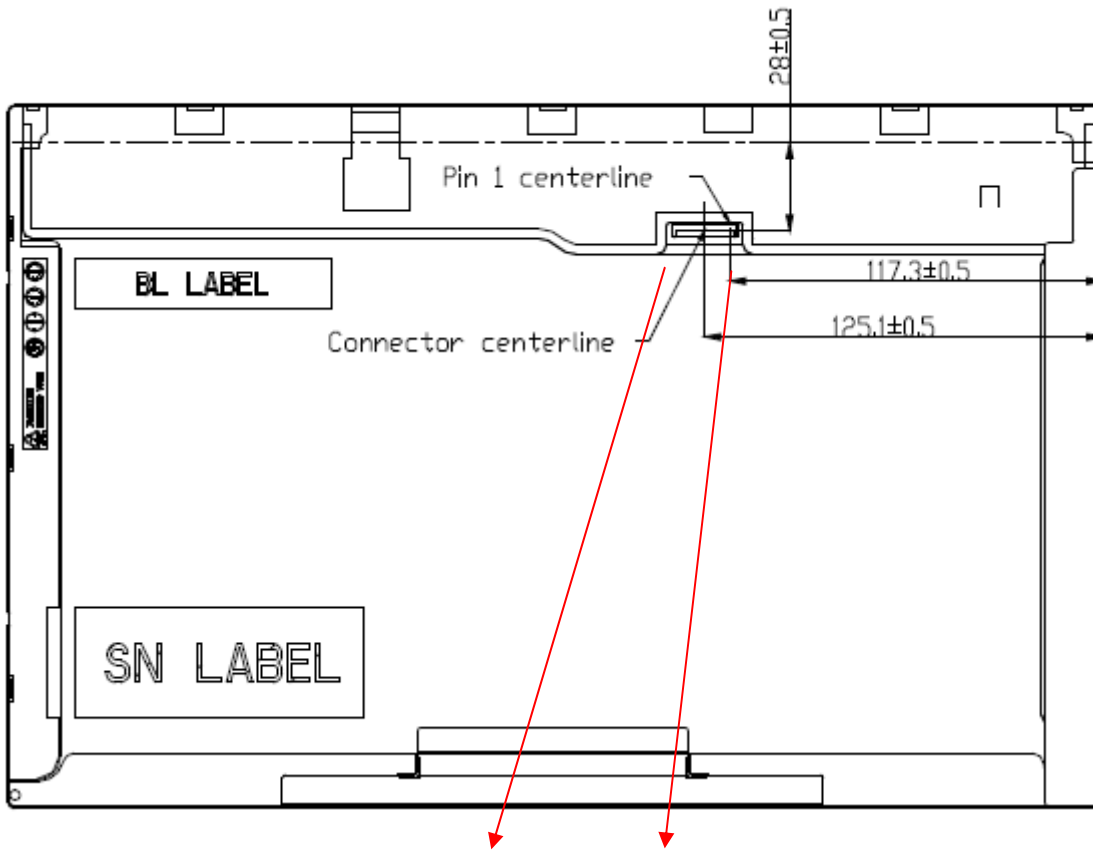 28±0.5
Pin 1 centerline
117.3±0.5
BL LABEL
125.1±0.5
Connector centerline
SN LABEL